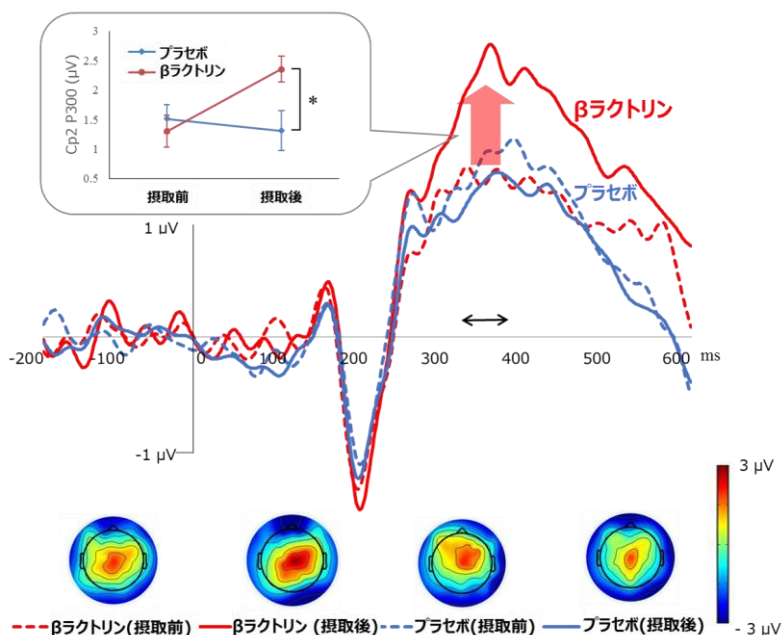 3
2.5
2
1.5
1
0.5
Cp2 P300 (μV)
プラセボ
βラクトリン
*
摂取前 摂取後
βラクトリン
プラセボ
1 μV
-200 -100 0 100 200 300 400 500 600 ms
-1 μV
3 μV
- 3 μV
βラクトリン(摂取前) βラクトリン (摂取後) プラセボ(摂取前) プラセボ(摂取後)